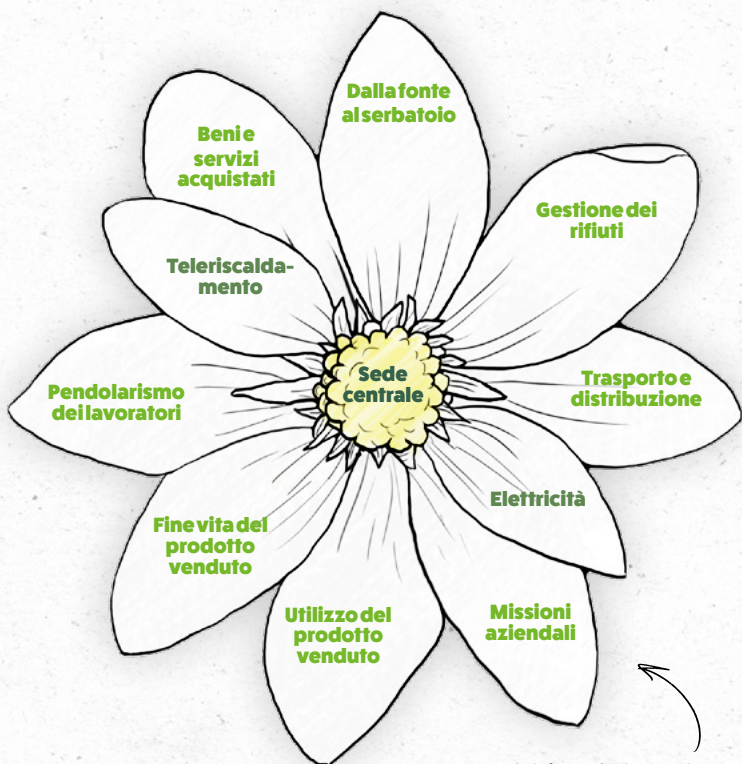 Dalla fonte
al serbatoio
Beni e
servizi
acquistati
Gestione dei
rifiuti
Teleriscalda-
mento
Sede
centrale
Pendolarismo
dei lavoratori
Trasporto e
distribuzione
Elettricità
Fine vita del
prodotto
venduto
Utilizzo del
prodotto
venduto
Missioni
aziendali